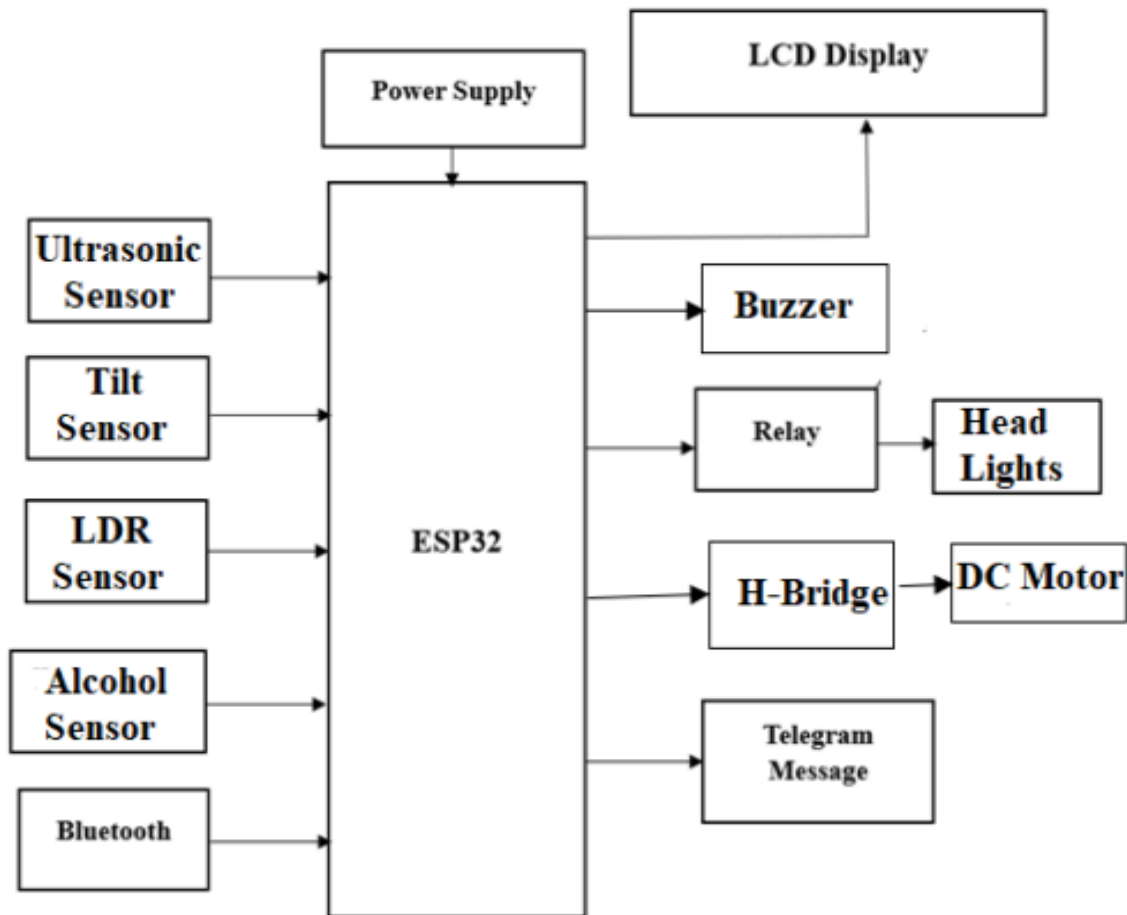 LCD Display
Power Supply
Ultrasonic
Sensor
Buzzer
Tilt
Sensor
Relay
Head
Lights
LDR
Sensor
ESP32
H-Bridge
DC Motor
Alcohol
Sensor
Telegram
Message
Bluetooth